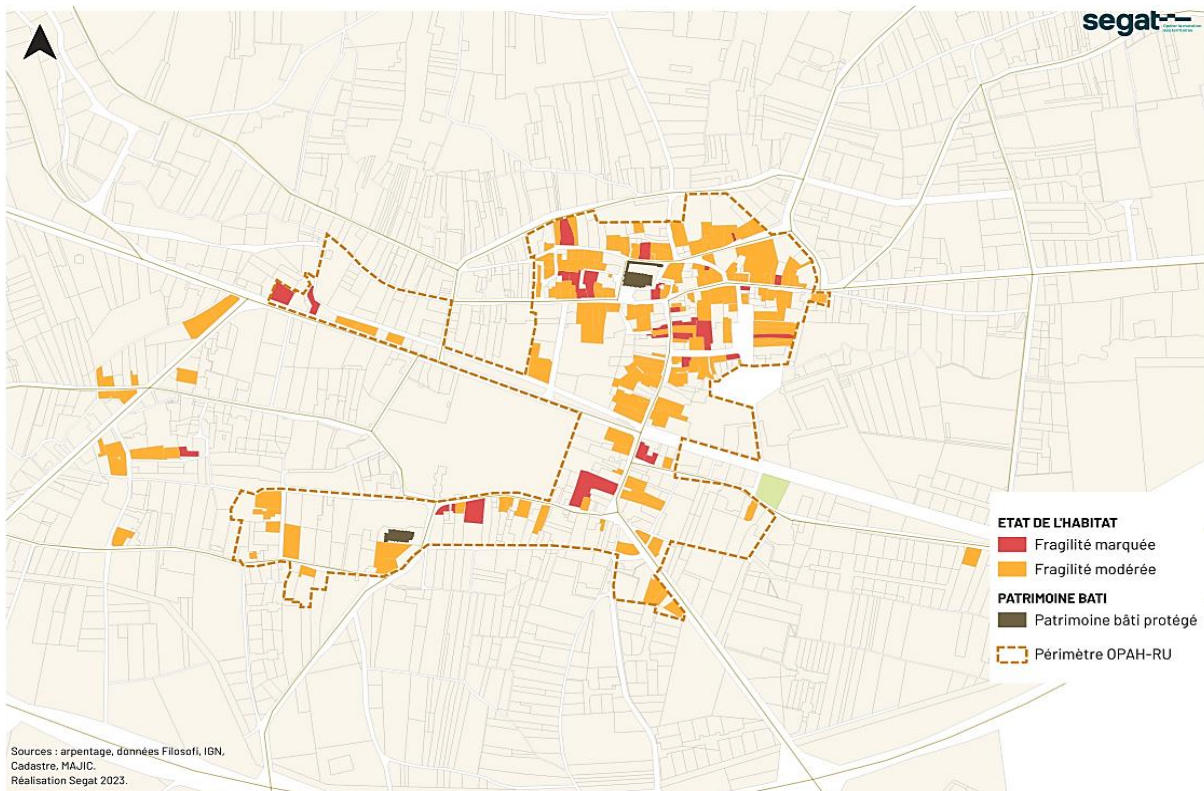 segat
ETAT DE L'HABITAT
Fragilité marquée
Fragilité modérée
PATRIMOINE BATI
Patrimoine bâti protégé
Périmètre OPAH-RU
Sources : arpentage, données Filosofi, IGN,
Cadastre, MAJIC.
Réalisation Segat 2023.